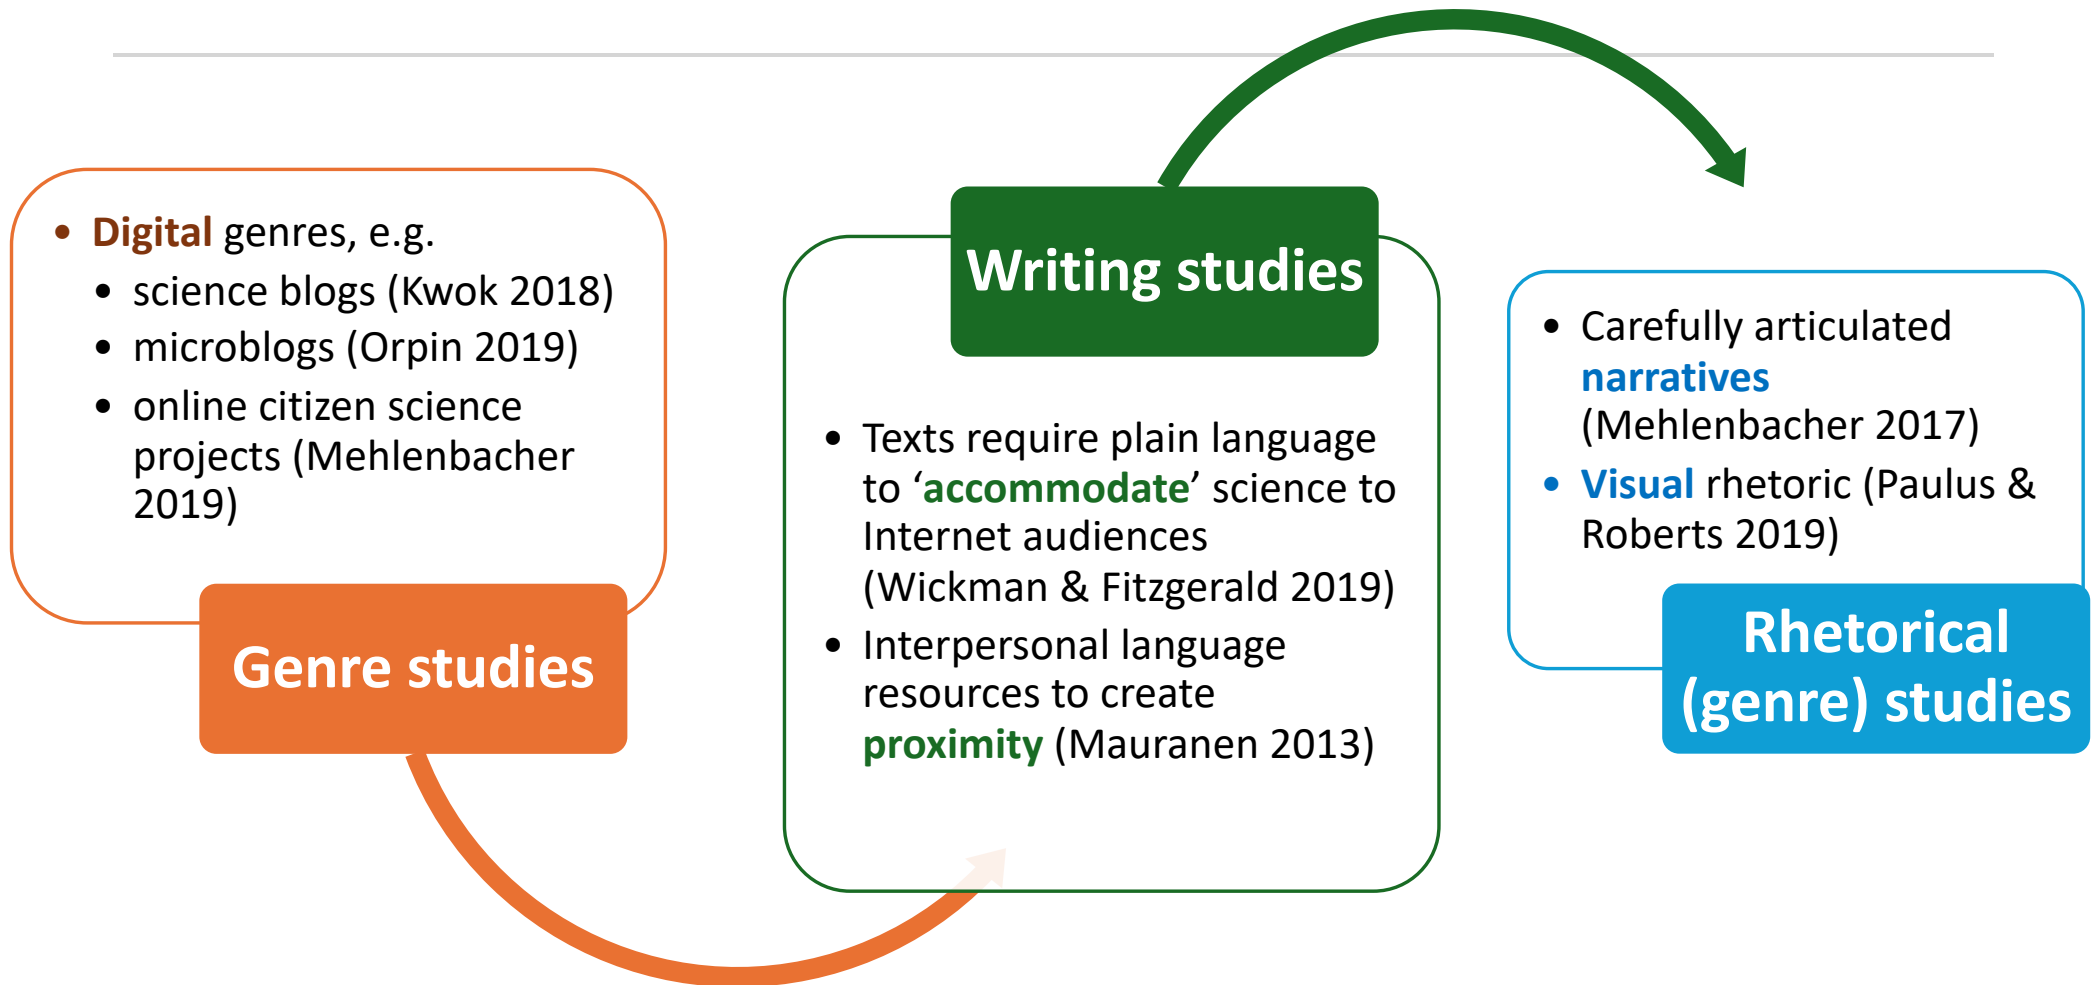 • Digital genres, e.g.
• science blogs (Kwok 2018)
• microblogs (Orpin 2019)
• online citizen science
projects (Mehlenbacher
2019)
Genre studies
Writing studies
• Texts require plain language
to ‘accommodate’ science to
Internet audiences
(Wickman & Fitzgerald 2019)
• Interpersonal language
resources to create
proximity (Mauranen 2013)
• Carefully articulated
narratives
(Mehlenbacher 2017)
• Visual rhetoric (Paulus &
Roberts 2019)
Rhetorical
(genre) studies